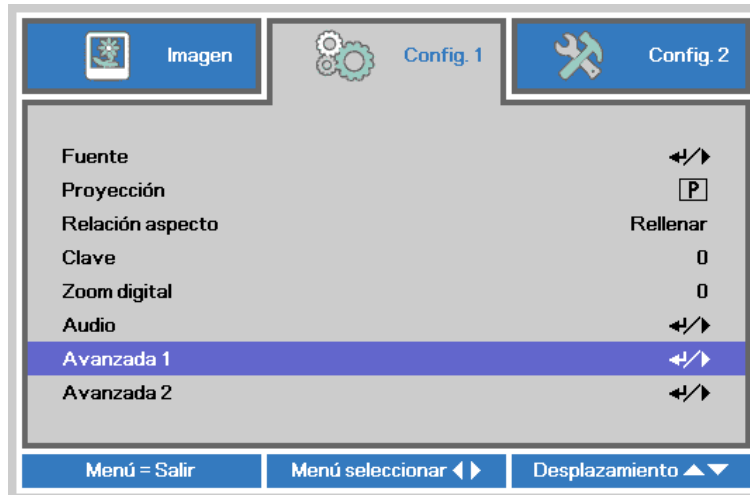 Imagen
Config. 1
Config. 2
Fuente
Proyección P
Relación aspecto Rellenar
Clave 0
Zoom digital 0
Audio
Avanzada 1
Avanzada 2
Menú = Salir
Menú seleccionar
Desplazamiento